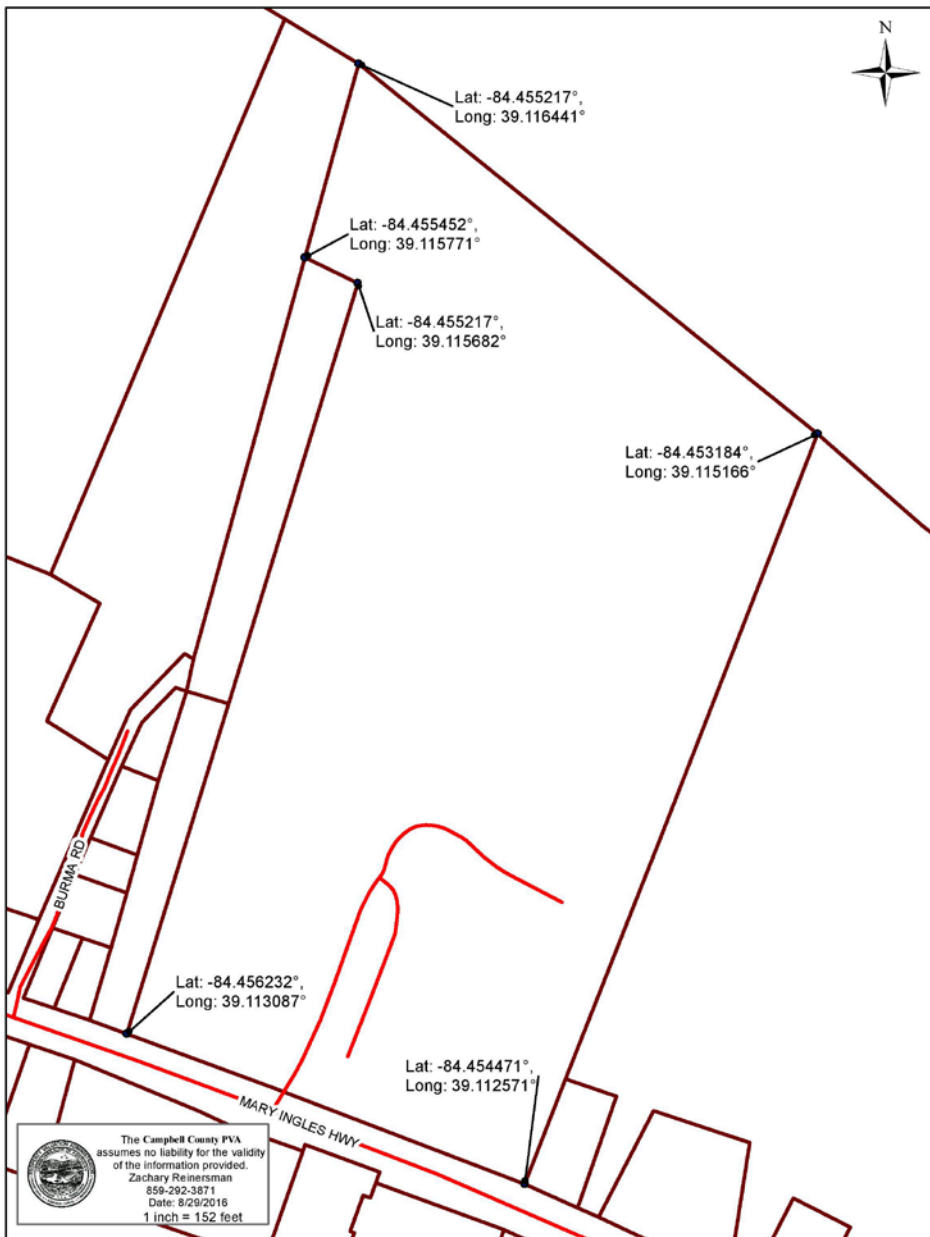 N
Lat: -84.455217°,
Long: 39.116441°
Lat: -84.455452°,
Long: 39.115771°
Lat: -84.455217°,
Long: 39.115682°
Lat: -84.453184°,
Long: 39.115166°
BURMA RD
Lat: -84.456232°,
Long: 39.113087°
Lat: -84.454471°,
Long: 39.112571°
MARY INGLES HWY
The Campbell County PVA
assumes no liability for the validity
of the information provided.
Zachary Reinersman
859-292-3871
Date: 8/29/2016
1 inch = 152 feet